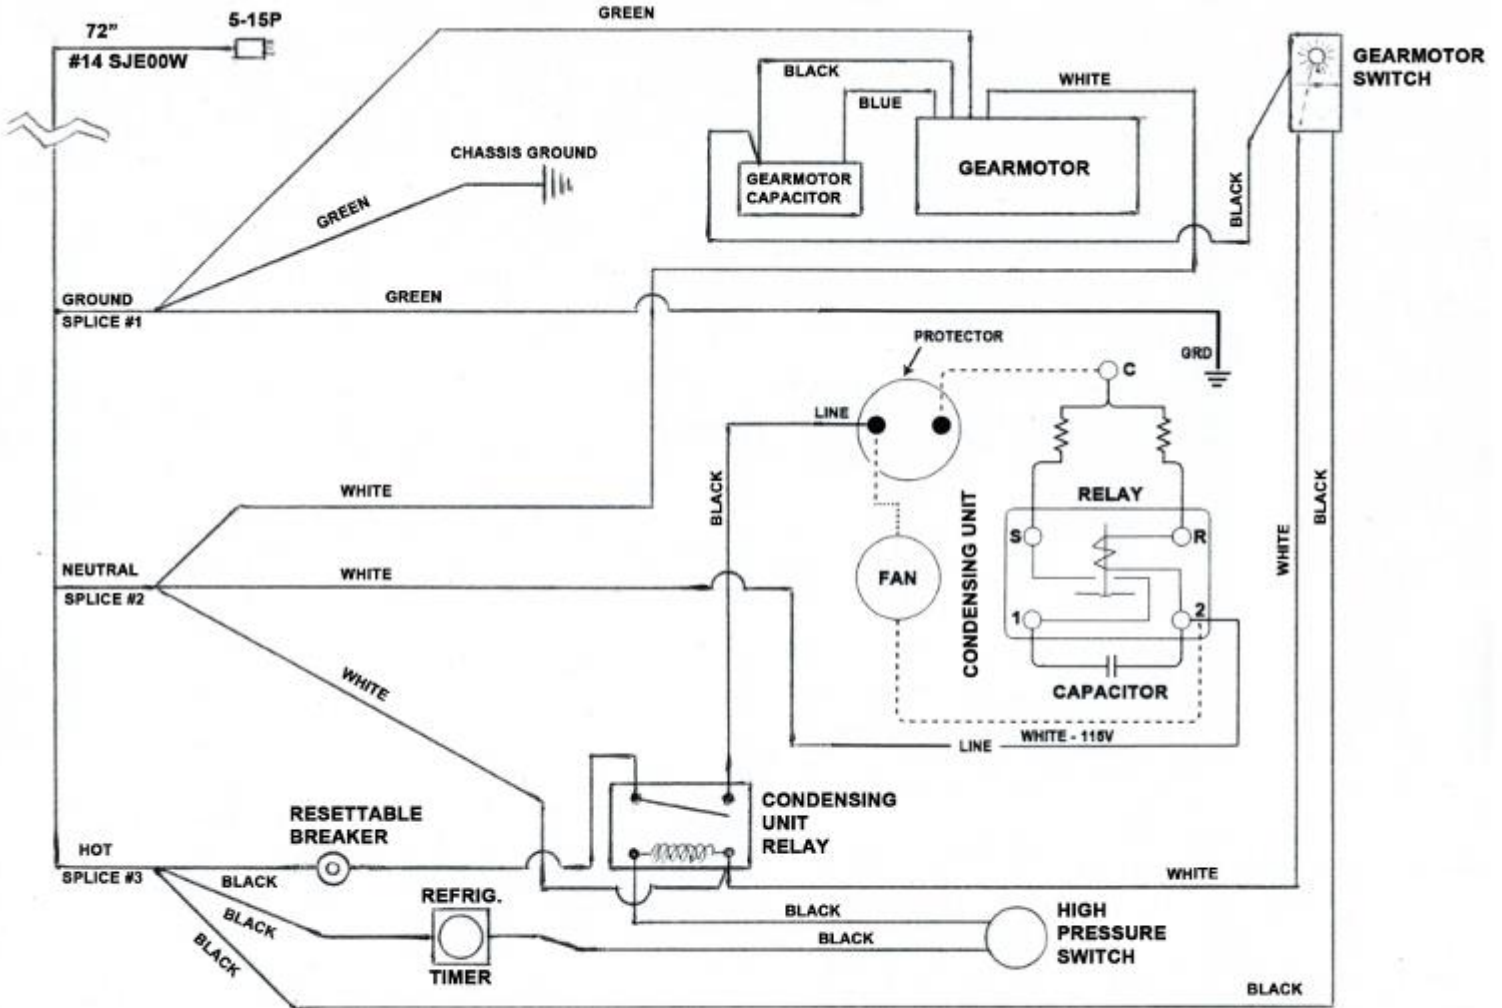 GREEN
5-15P
72"
#14 SJE00W
GEARMOTOR
SWITCH
BLACK
WHITE
BLUE
CHASSIS GROUND
GEARMOTOR
GEARMOTOR
CAPACITOR
BLACK
GREEN
GROUND
SPLICE #1
GREEN
PROTECTOR
GRD
C
LINE
WHITE
BLACK
RELAY
BLACK
S
R
CONDENSING UNIT
WHITE
NEUTRAL
SPLICE #2
WHITE
FAN
1
2
WHITE
CAPACITOR
LINE
WHITE - 115V
RESETTABLE
BREAKER
CONDENSING
UNIT
RELAY
HOT
SPLICE #3
BLACK
WHITE
REFRIG.
BLACK
BLACK
BLACK
BLACK
HIGH
PRESSURE
SWITCH
TIMER
BLACK